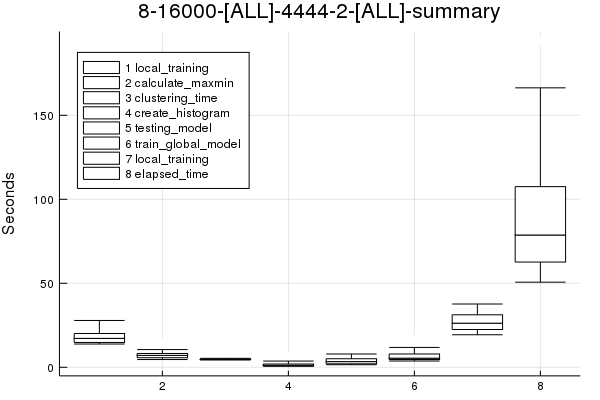 8-16000-[ALL]-4444-2-[ALL]-summary
1 local_training
2 calculate_maxmin
3 clustering_time
4 create_histogram
5 testing_model
6 train_global_model
7 local_training
8 elapsed_time
Seconds
150
100
50
0
2
4
6
8